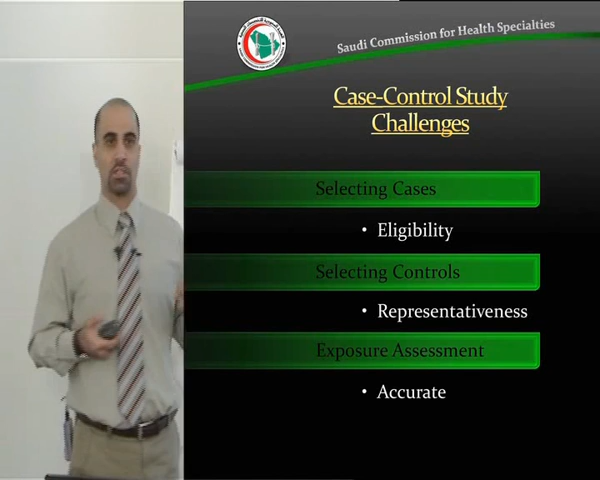 Saudi Commission for Health Specialties
Case-Control Study
Challenges
Selecting Cases
• Eligibility
Selecting Controls
• Representativeness
Exposure Assessment
• Accurate